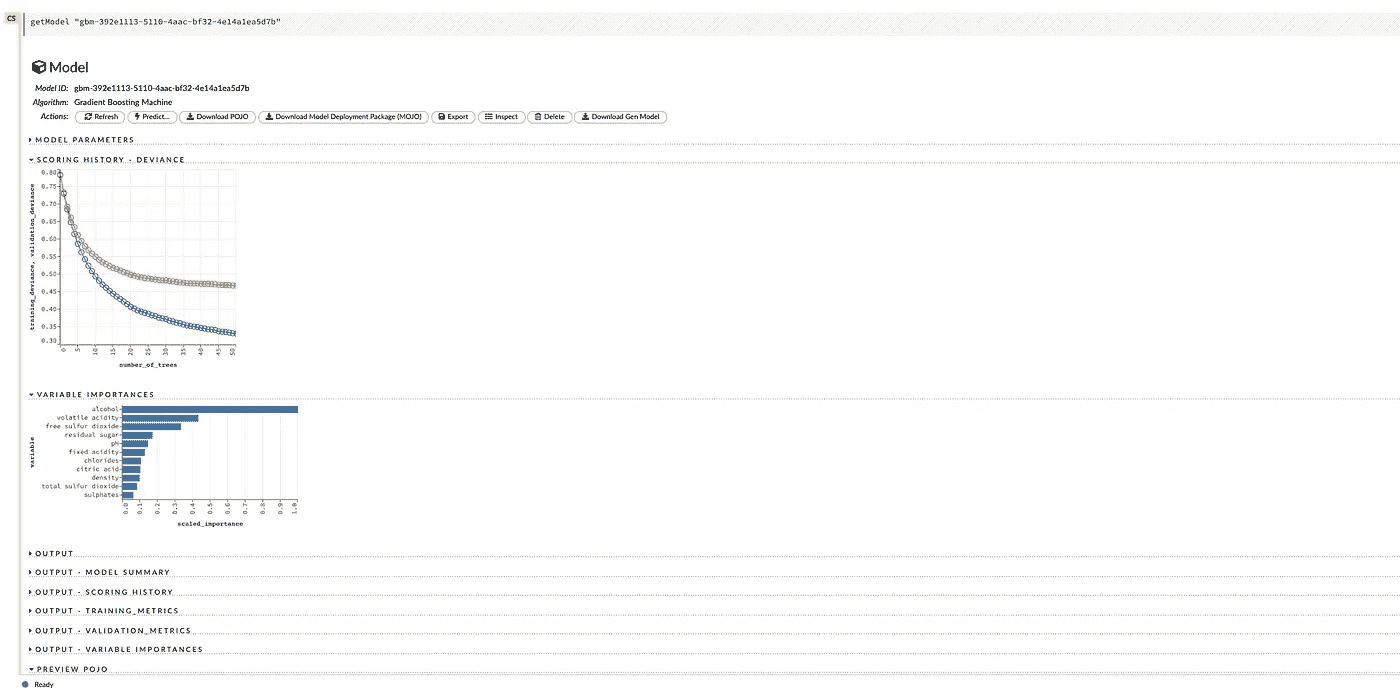 CS
getModel "gbm-392e1113-5110-4aac-bf32-4e14a1ea5d7b"
Model
Model ID: gbm-392e1113-5110-4aac-bf32-4e14a1ea5d7b
Algorithm: Gradient Boosting Machine
Actions: Refresh Predict... Download POJO Download Model Deployment Package (MOJO) Export Inspect Delete Download Gen Model
MODEL PARAMETERS
SCORING HISTORY - DEVIANCE
training_deviance, validation_deviance
0.80
0.75
0.70
0.65
0.60
0.55
0.50
0.45
0.40
0.35
0.30
0 5 10 15 20 25 30 35 40 45 50
number_of_trees
VARIABLE IMPORTANCES
variable
alcohol
volatile acidity
free sulfur dioxide
residual sugar
pH
fixed acidity
chlorides
citric acid
density
total sulfur dioxide
sulphates
0.0 0.1 0.2 0.3 0.4 0.5 0.6 0.7 0.8 0.9 1.0
scaled_importance
OUTPUT
OUTPUT - MODEL SUMMARY
OUTPUT - SCORING HISTORY
OUTPUT - TRAINING_METRICS
OUTPUT - VALIDATION_METRICS
OUTPUT - VARIABLE IMPORTANCES
PREVIEW POJO
Ready